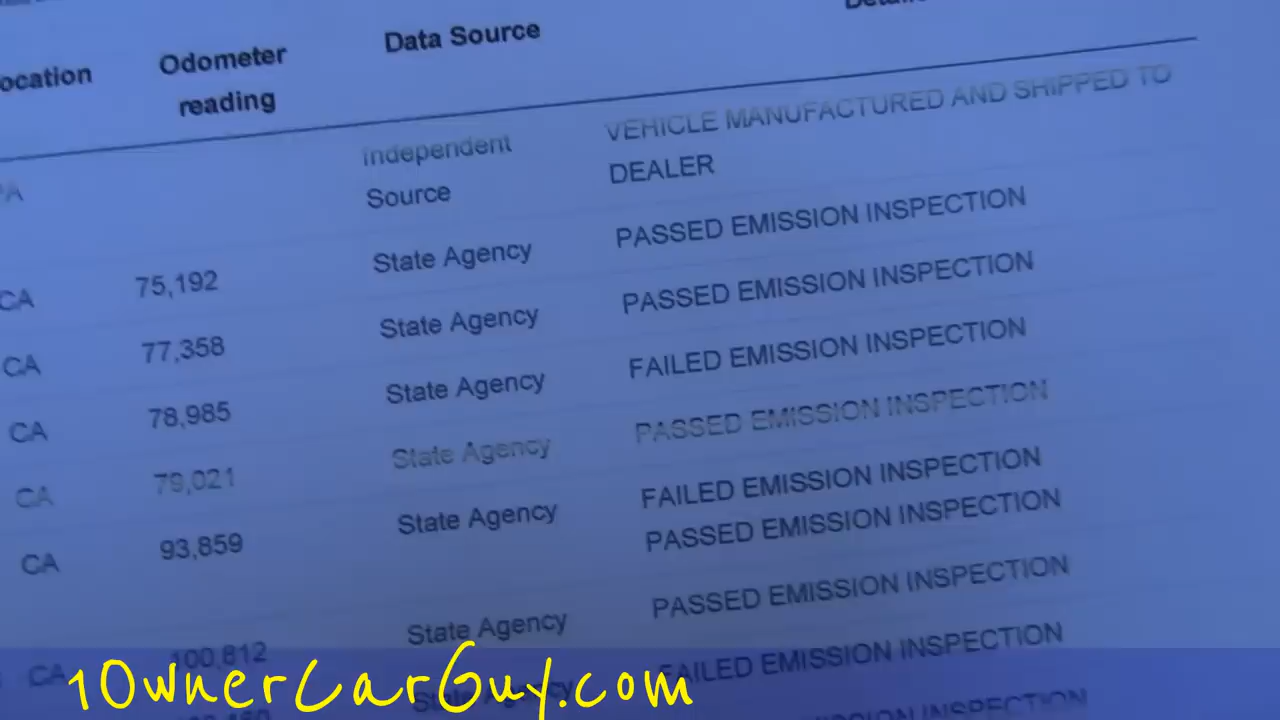 Data Source
Odometer
reading
ocation
VEHICLE MANUFACTURED AND SHIPPED TO
DEALER
Independent
Source
PASSED EMISSION INSPECTION
State Agency
75,192
CA
PASSED EMISSION INSPECTION
State Agency
77,358
CA
FAILED EMISSION INSPECTION
State Agency
78,985
CA
PASSED EMISSION INSPECTION
State Agency
79,021
CA
FAILED EMISSION INSPECTION
PASSED EMISSION INSPECTION
State Agency
93,859
CA
PASSED EMISSION INSPECTION
State Agency
100,812
CA
FAILED EMISSION INSPECTION
1OwnerCarGuy.com